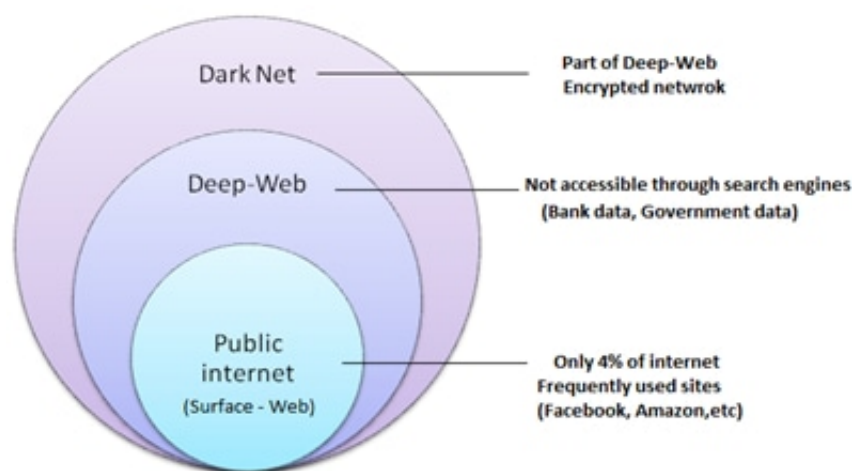 Dark Net
Part of Deep-Web
Encrypted netwrok
Deep-Web
Not accessible through search engines
(Bank data, Government data)
Public
internet
(Surface - Web)
Only 4% of internet
Frequently used sites
(Facebook, Amazon,etc)